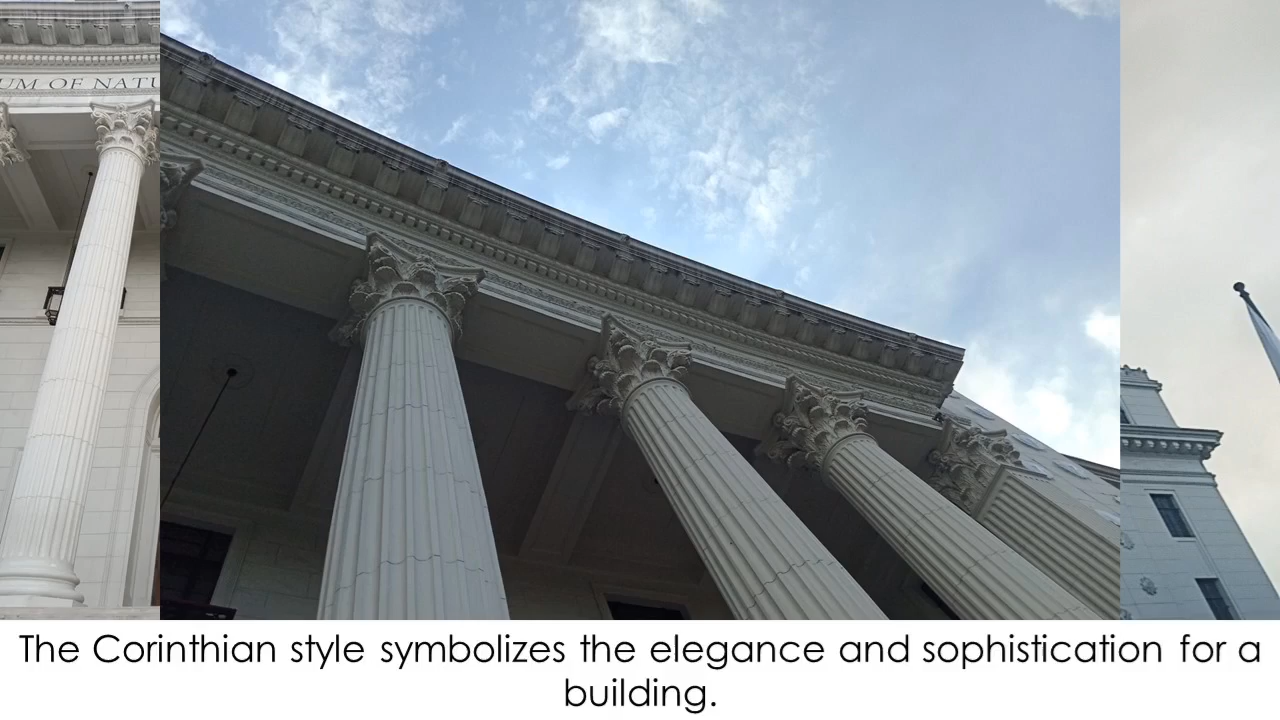 UM OF NATU
The Corinthian style symbolizes the elegance and sophistication for a
building.